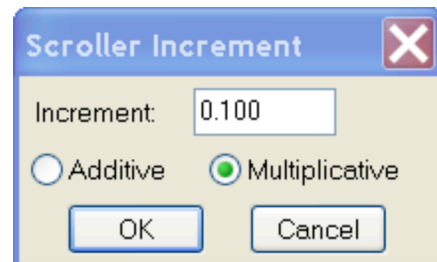 Scroller Increment
Increment: 0.100
Additive Multiplicative
OK Cancel